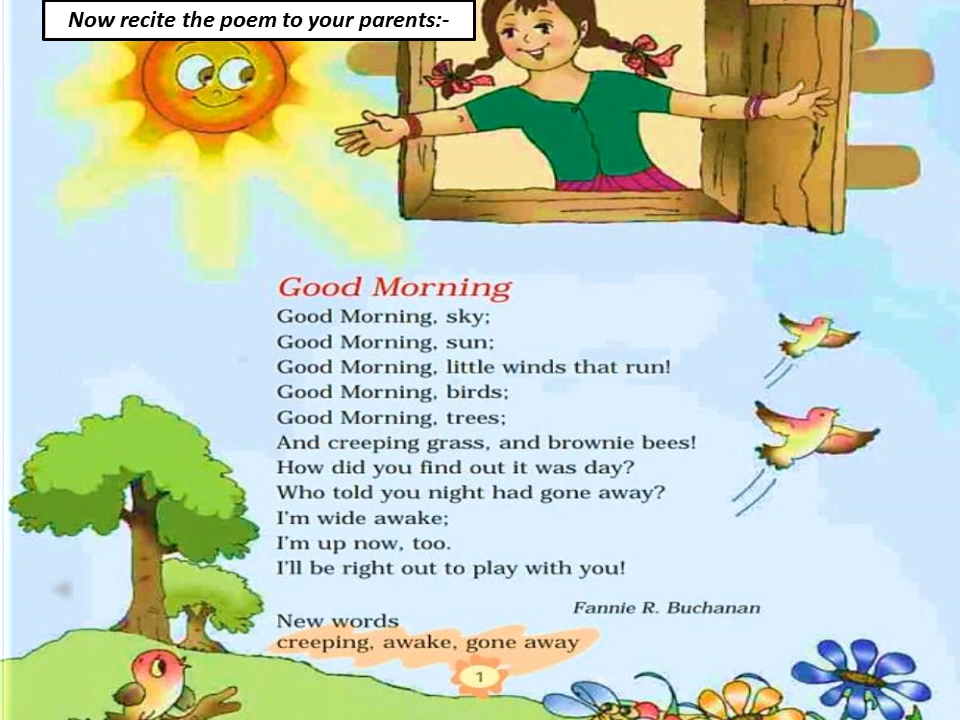 Now recite the poem to your parents:-
Good Morning
Good Morning, sky;
Good Morning, sun;
Good Morning, little winds that run!
Good Morning, birds;
Good Morning, trees;
And creeping grass, and brownie bees!
How did you find out it was day?
Who told you night had gone away?
I'm wide awake;
I'm up now, too.
I'll be right out to play with you!
Fannie R. Buchanan
New words
creeping, awake, gone away
1